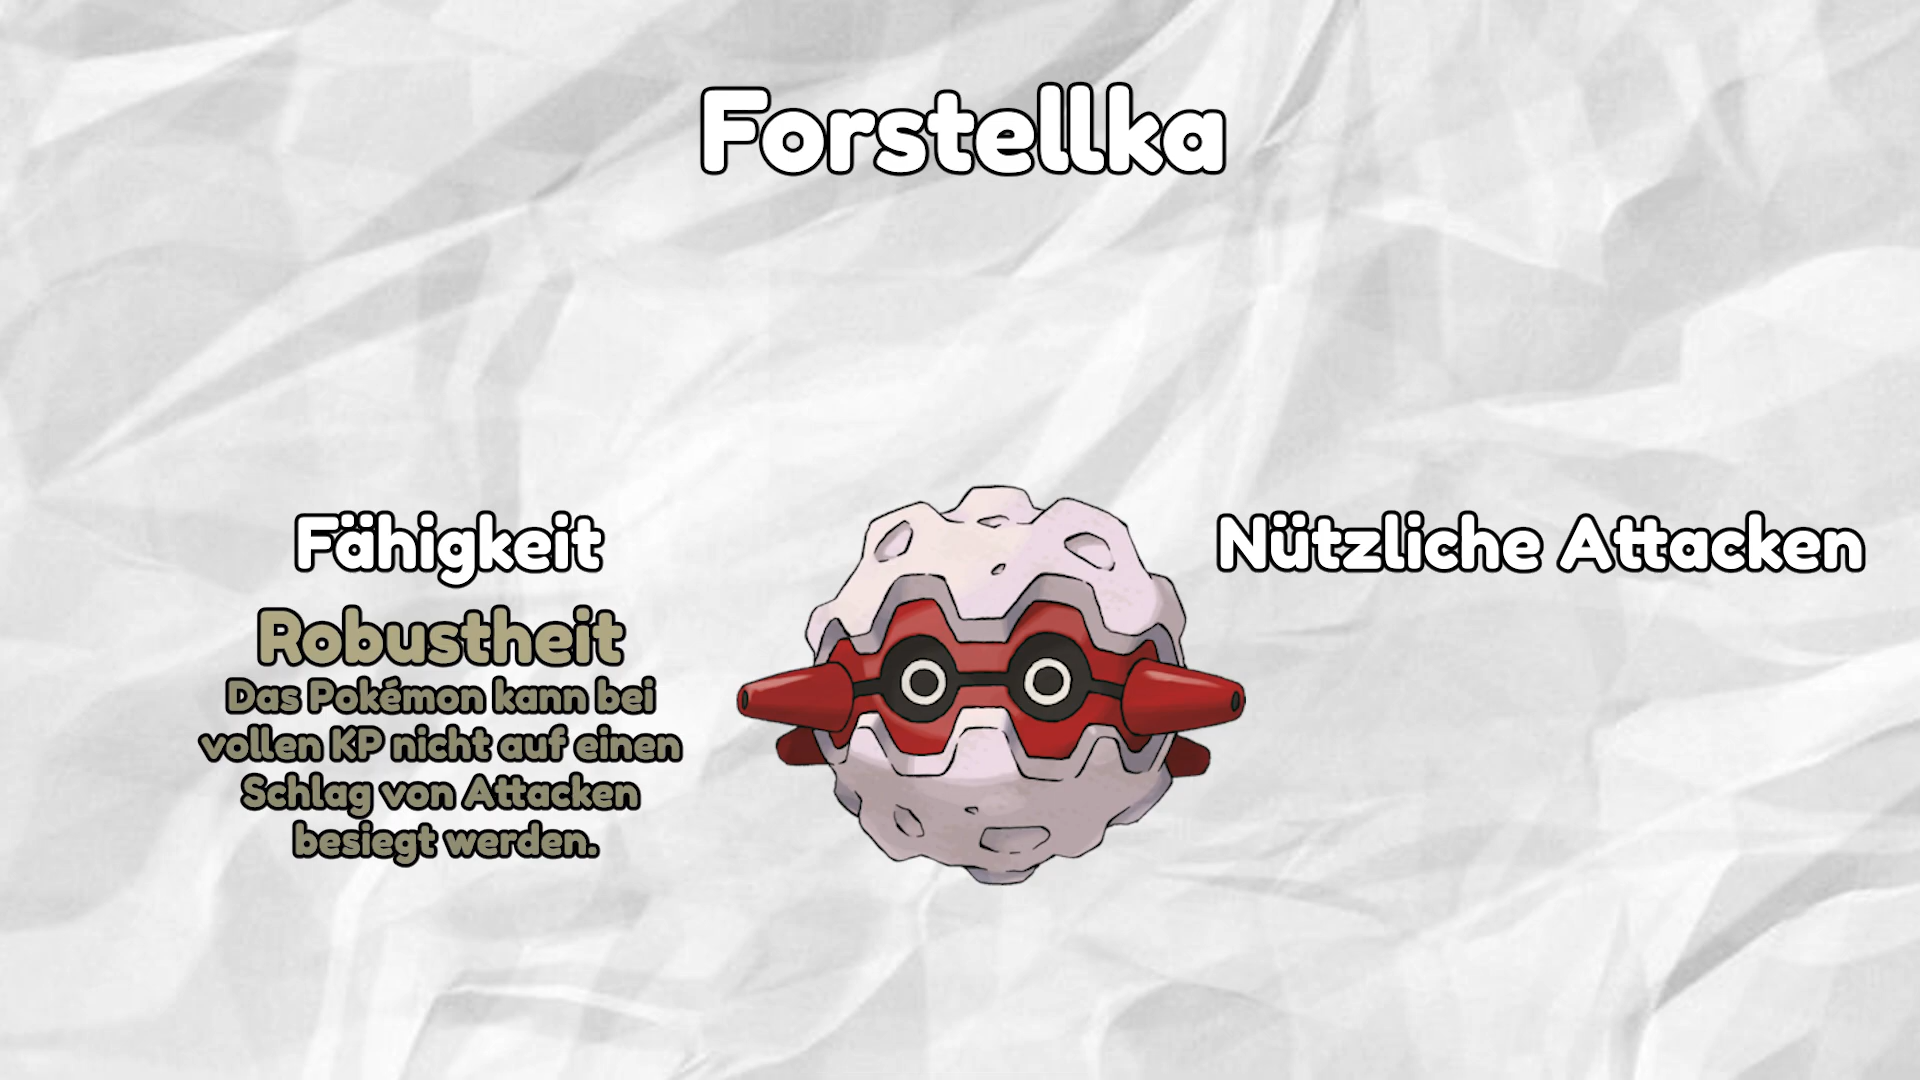 Forstellka
Fähigkeit
Robustheit
Das Pokémon kann bei
vollen KP nicht auf einen
Schlag von Attacken
besiegt werden.
Nützliche Attacken